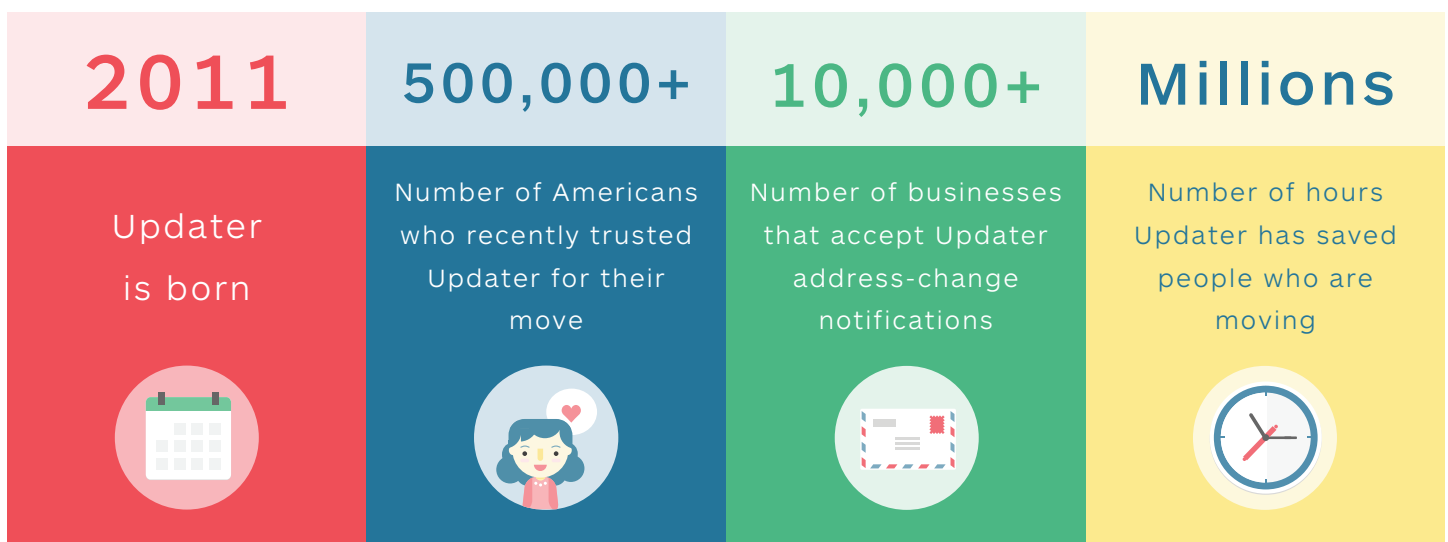 2011
Updater
is born
500,000+
Number of Americans
who recently trusted
Updater for their
move
10,000+
Number of businesses
that accept Updater
address-change
notifications
Millions
Number of hours
Updater has saved
people who are
moving